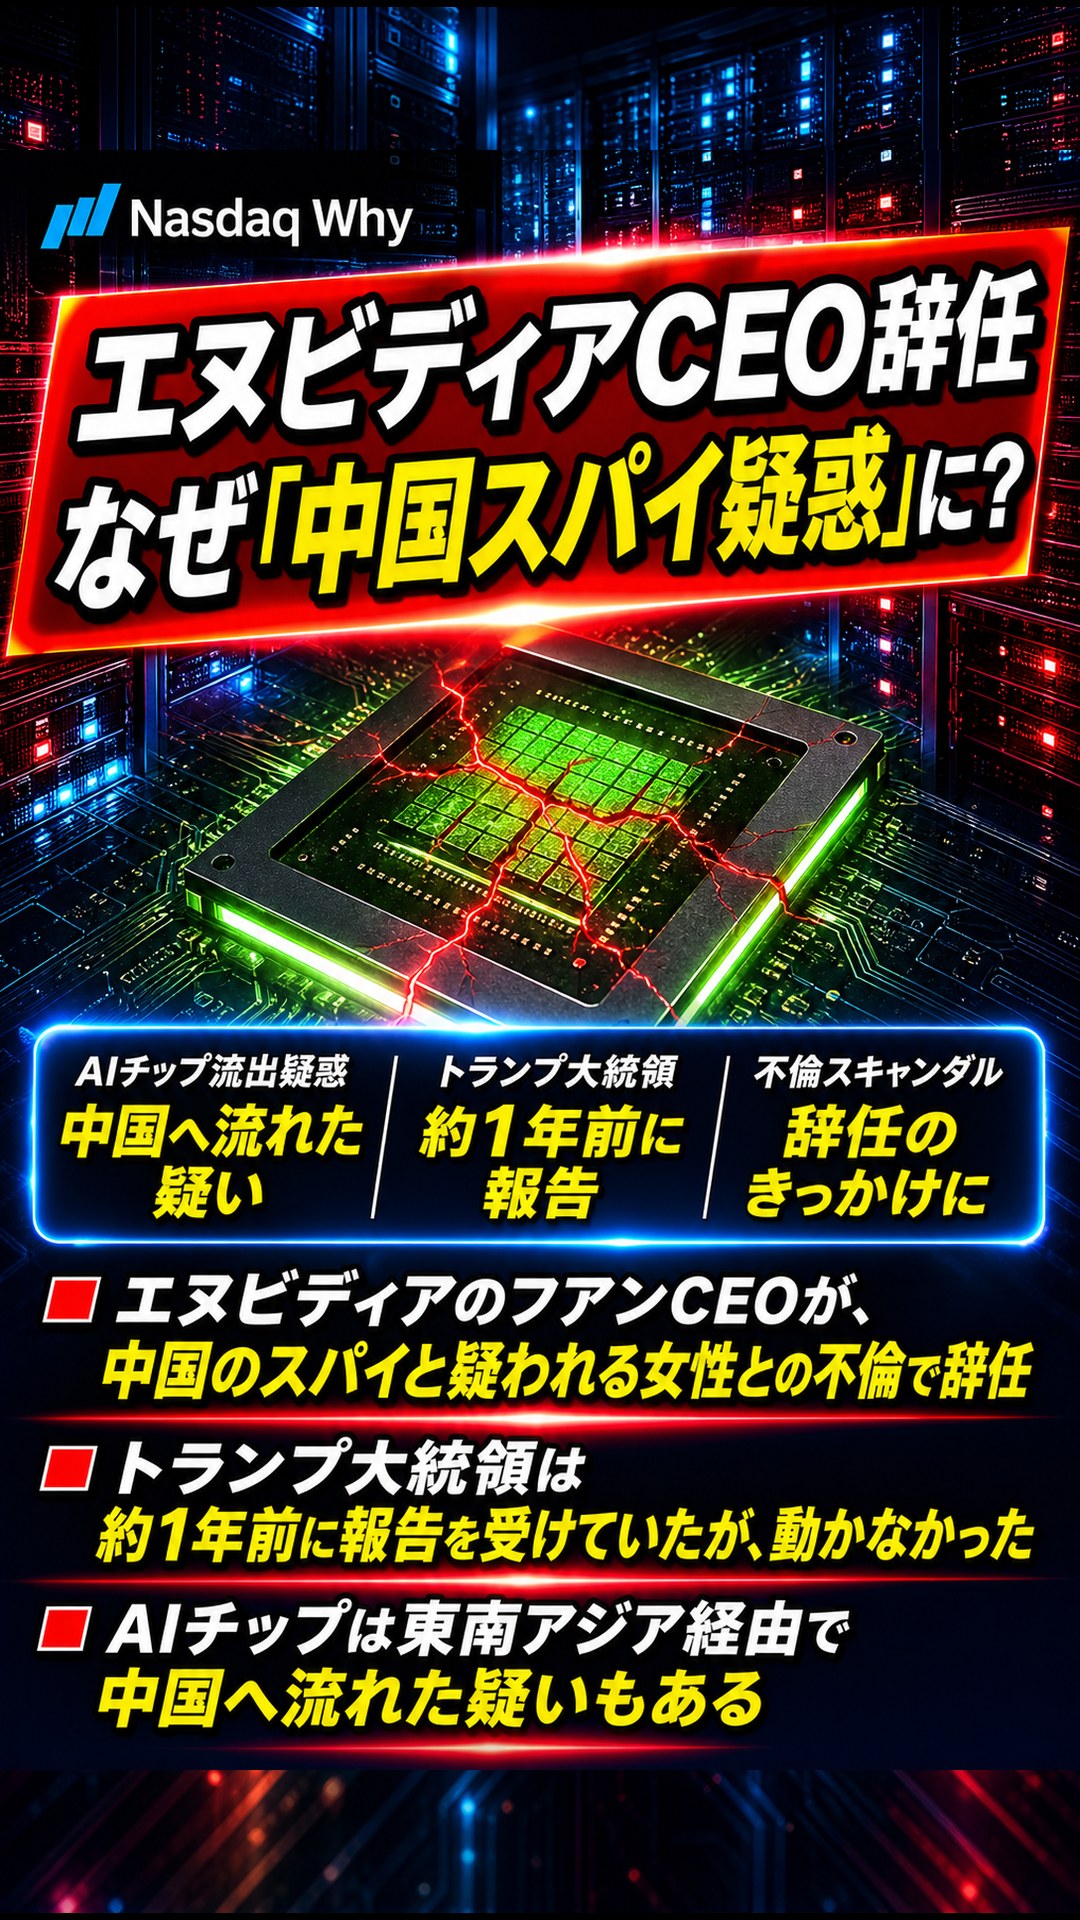 Nasdaq Why
エヌビディアCEO辞任
なぜ「中国スパイ疑惑」に?
AIチップ流出疑惑
中国へ流れた
疑い
トランプ大統領
約1年前に
報告
不倫スキャンダル
辞任の
きっかけに
エヌビディアのフアンCEOが、
中国のスパイと疑われる女性との不倫で辞任
トランプ大統領は
約1年前に報告を受けていたが、動かなかった
AIチップは東南アジア経由で
中国へ流れた疑いもある